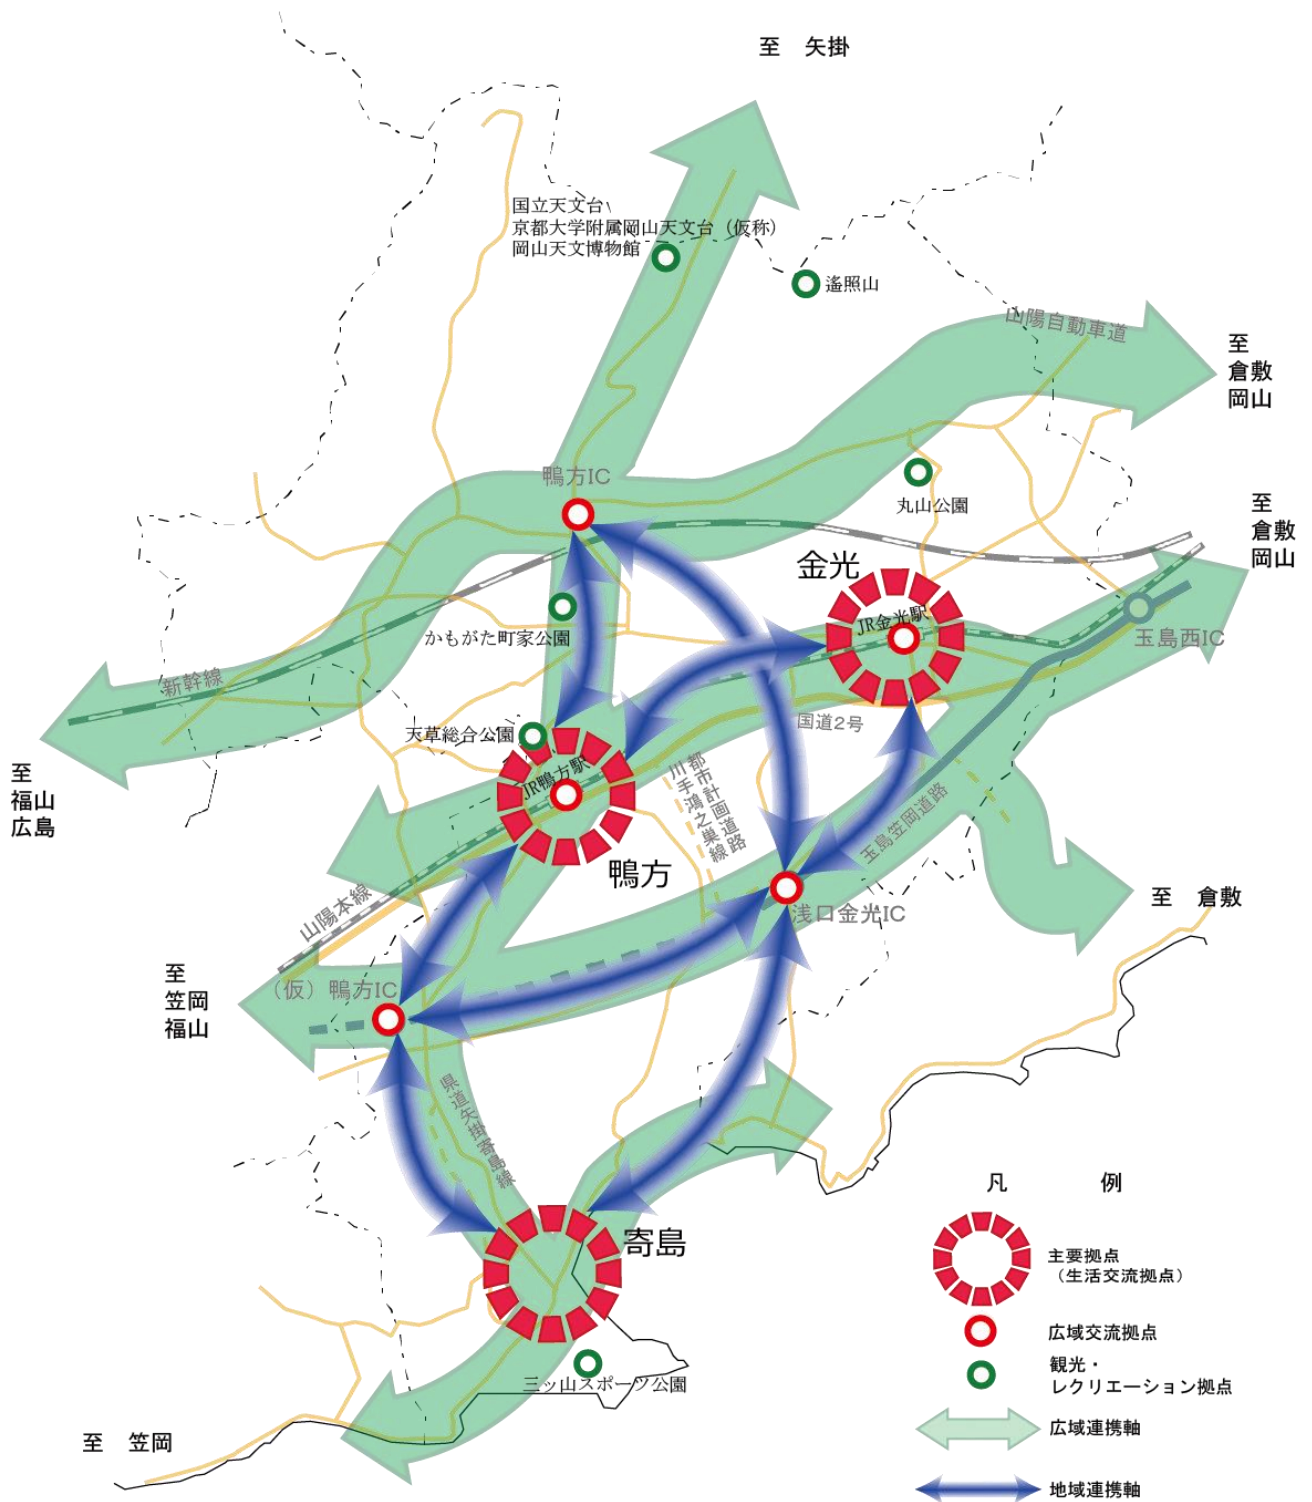 至 矢掛
国立天文台
京都大学附属岡山天文台（仮称）
岡山天文博物館
遙照山
山陽自動車道
至
倉敷
岡山
鴨方IC
丸山公園
至
倉敷
岡山
金光
JR金光駅
かもがた町家公園
玉島西IC
新幹線
国道2号
天草総合公園
JR鴨方駅
都市計画道路
川手鴻之巣線
至
福山
広島
玉島笠岡道路
鴨方
山陽本線
浅口金光IC
至 倉敷
至
笠岡
福山
（仮）鴨方IC
県道矢掛寄島線
寄島
三ッ山スポーツ公園
至 笠岡
凡 例
主要拠点
（生活交流拠点）
広域交流拠点
観光・
レクリエーション拠点
広域連携軸
地域連携軸